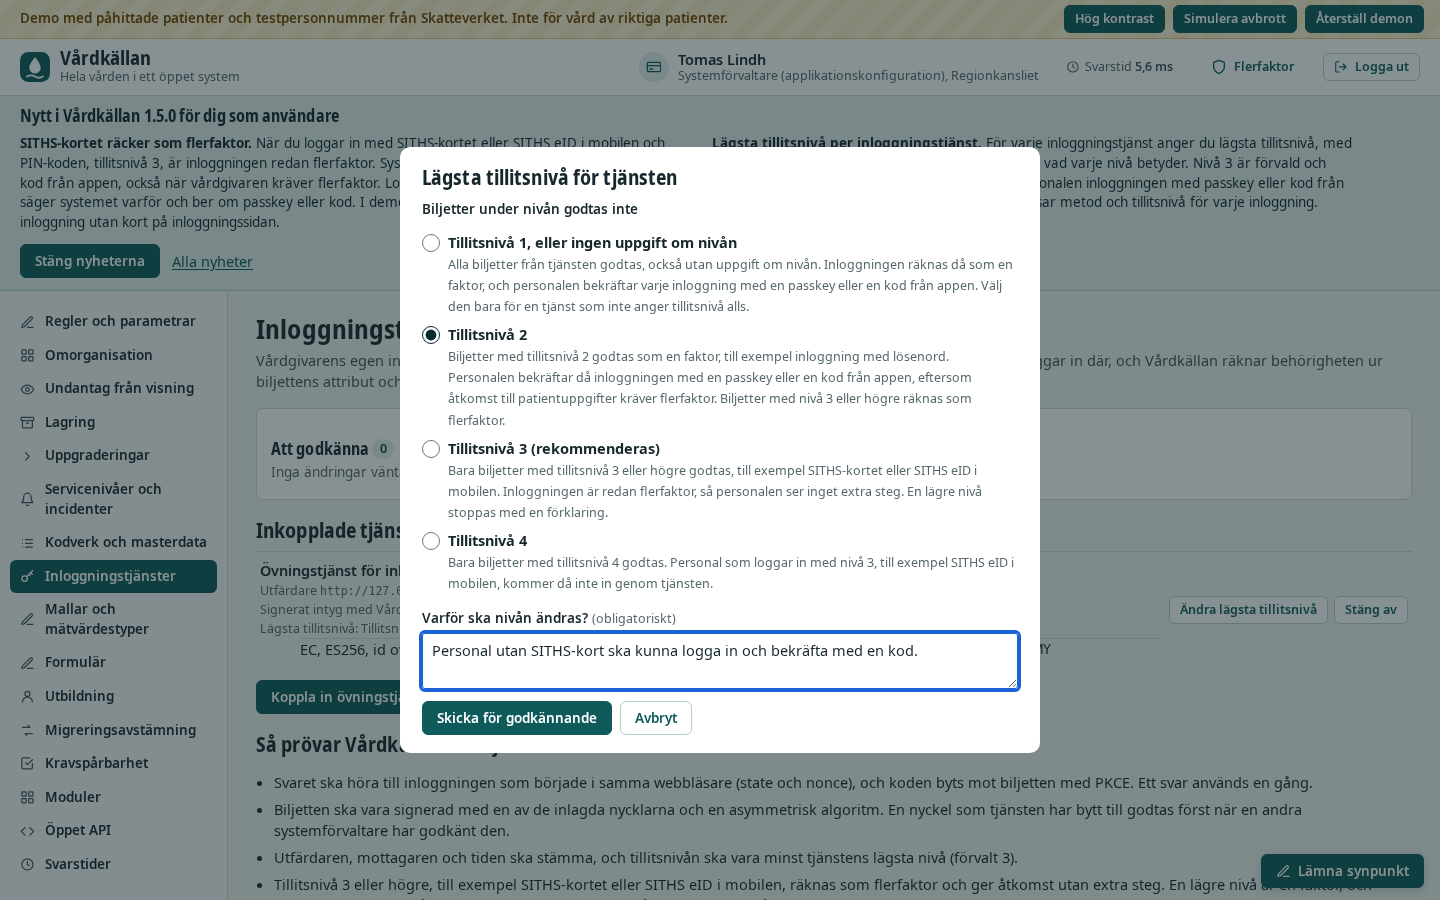 Demo med påhittade patienter och testpersonnummer från Skatteverket. Inte för vård av riktiga patienter.
Hög kontrast
Simulera avbrott
Återställ demon
Vårdkällan
Hela vården i ett öppet system
Tomas Lindh
Systemförvaltare (applikationskonfiguration), Regionkansliet
Svarstid 5,6 ms
Flerfaktor
Logga ut
Nytt i Vårdkällan 1.5.0 för dig som användare
SITHS-kortet räcker som flerfaktor. När du loggar in med SITHS-kortet eller SITHS eID i mobilen och
PIN-koden, tillitsnivå 3, är inloggningen redan flerfaktor. Sys
kod från appen, också när vårdgivaren kräver flerfaktor. Lo
säger systemet varför och ber om passkey eller kod. I dem
inloggning utan kort på inloggningssidan.
Lägsta tillitsnivå per inloggningstjänst. För varje inloggningstjänst anger du lägsta tillitsnivå, med
vad varje nivå betyder. Nivå 3 är förvald och
onalen inloggningen med passkey eller kod från
sar metod och tillitsnivå för varje inloggning.
Stäng nyheterna
Alla nyheter
Regler och parametrar
Omorganisation
Undantag från visning
Lagring
Uppgraderingar
Servicenivåer och
incidenter
Kodverk och masterdata
Inloggningstjänster
Mallar och
mätvärdestyper
Formulär
Utbildning
Migreringsavstämning
Kravspårbarhet
Moduler
Öppet API
Svarstider
Inloggningst
Vårdgivarens egen in
ggar in där, och Vårdkällan räknar behörigheten ur
biljettens attribut och
Att godkänna 0
Inga ändringar vänt
Inkopplade tjäns
Övningstjänst för inl
Utfärdare http://127.0
Signerat intyg med Vård
Lägsta tillitsnivå: Tillitsn
EC, ES256, id o
MY
Ändra lägsta tillitsnivå
Stäng av
Koppla in övningstjä
Så prövar Vårdk
Svaret ska höra till inloggningen som började i samma webbläsare (state och nonce), och koden byts mot biljetten med PKCE. Ett svar används en gång.
Biljetten ska vara signerad med en av de inlagda nycklarna och en asymmetrisk algoritm. En nyckel som tjänsten har bytt till godtas först när en andra
systemförvaltare har godkänt den.
Utfärdaren, mottagaren och tiden ska stämma, och tillitsnivån ska vara minst tjänstens lägsta nivå (förvalt 3).
Tillitsnivå 3 eller högre, till exempel SITHS-kortet eller SITHS eID i mobilen, räknas som flerfaktor och ger åtkomst utan extra steg. En lägre nivå är en faktor, och
Lämna synpunkt
Lägsta tillitsnivå för tjänsten
Biljetter under nivån godtas inte
Tillitsnivå 1, eller ingen uppgift om nivån
Alla biljetter från tjänsten godtas, också utan uppgift om nivån. Inloggningen räknas då som en
faktor, och personalen bekräftar varje inloggning med en passkey eller en kod från appen. Välj
den bara för en tjänst som inte anger tillitsnivå alls.
Tillitsnivå 2
Biljetter med tillitsnivå 2 godtas som en faktor, till exempel inloggning med lösenord.
Personalen bekräftar då inloggningen med en passkey eller en kod från appen, eftersom
åtkomst till patientuppgifter kräver flerfaktor. Biljetter med nivå 3 eller högre räknas som
flerfaktor.
Tillitsnivå 3 (rekommenderas)
Bara biljetter med tillitsnivå 3 eller högre godtas, till exempel SITHS-kortet eller SITHS eID i
mobilen. Inloggningen är redan flerfaktor, så personalen ser inget extra steg. En lägre nivå
stoppas med en förklaring.
Tillitsnivå 4
Bara biljetter med tillitsnivå 4 godtas. Personal som loggar in med nivå 3, till exempel SITHS eID i
mobilen, kommer då inte in genom tjänsten.
Varför ska nivån ändras? (obligatoriskt)
Personal utan SITHS-kort ska kunna logga in och bekräfta med en kod.
Skicka för godkännande
Avbryt